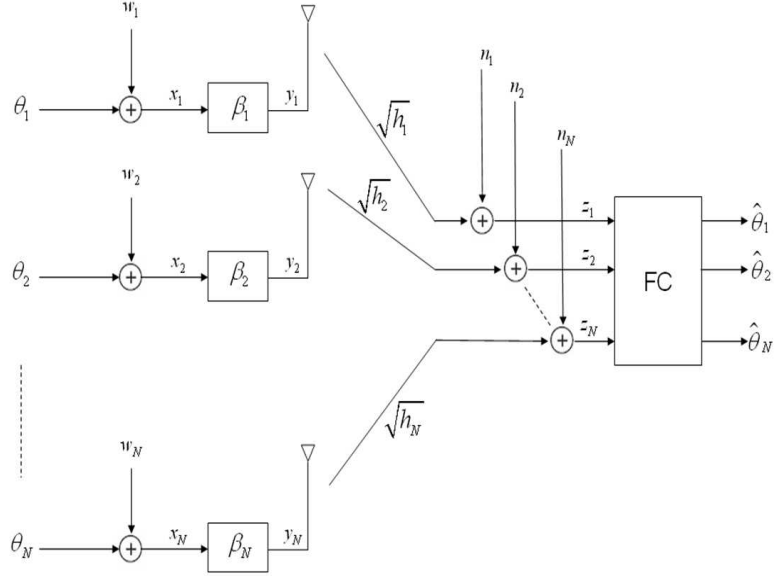 w₁
n₁
θ₁ x₁ β₁ y₁ √h₁
n₂
n_N
w₂
√h₂
z₁ θ̂₁
θ₂ x₂ β₂ y₂
z₂ FC θ̂₂
z_N θ̂_N
√h_N
w_N
θ_N x_N β_N y_N